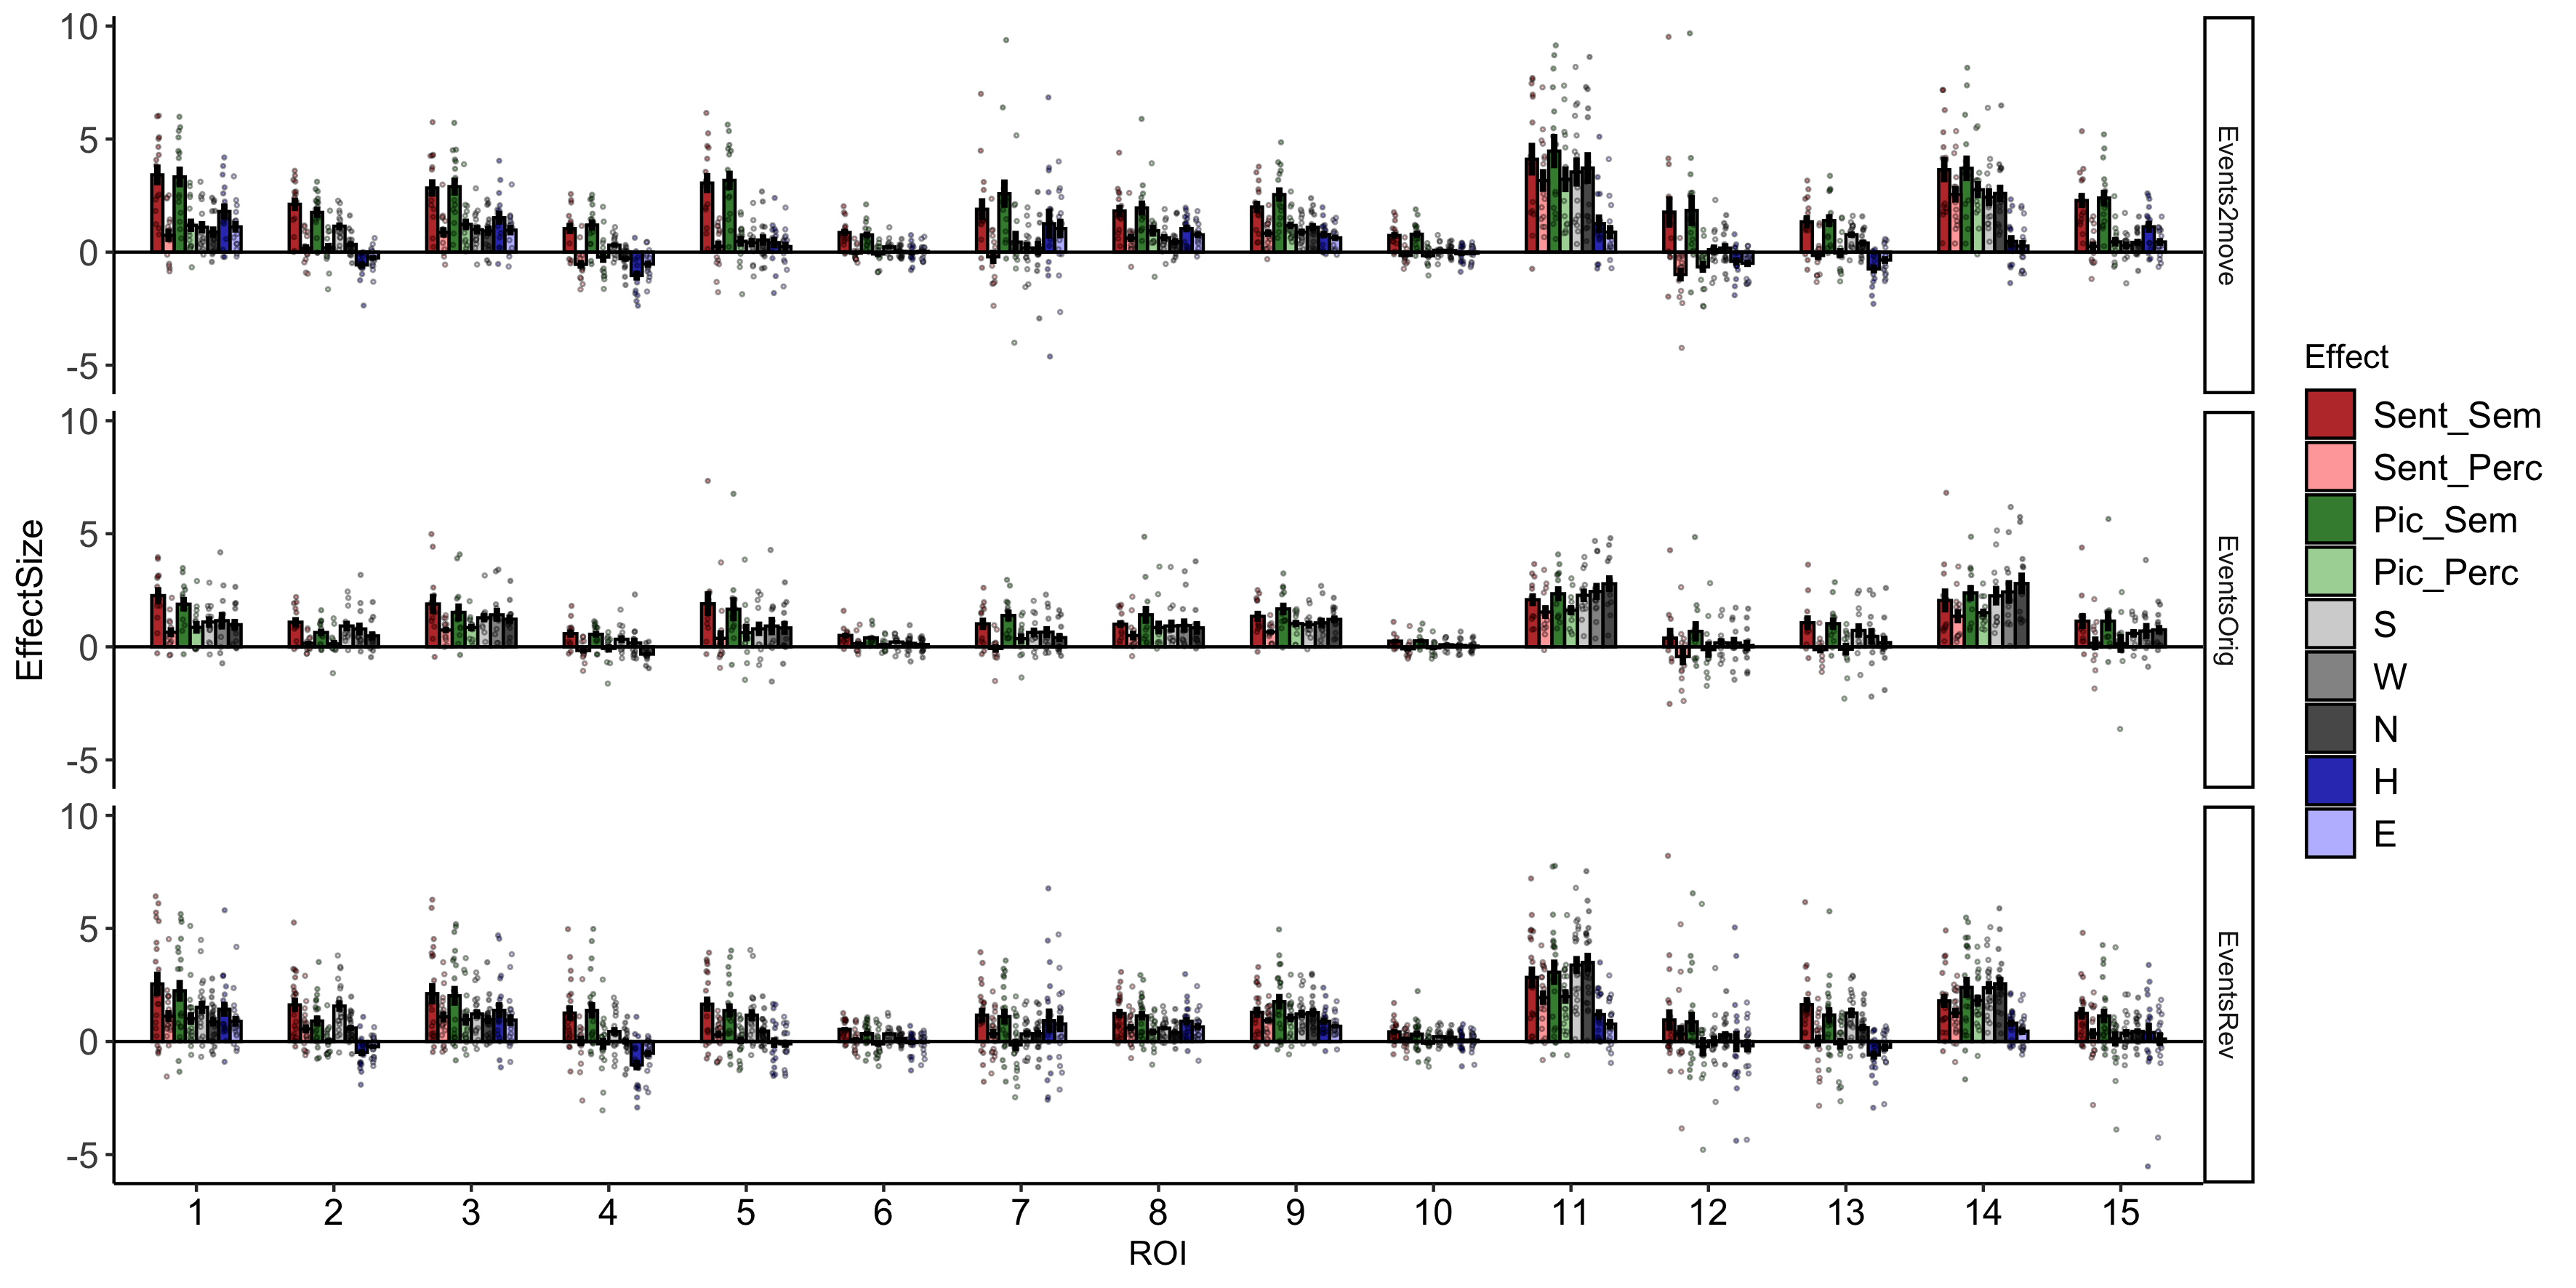 10
5
0
-5
Events2move
10
5
0
-5
EventsOrig
10
5
0
-5
EventsRev
EffectSize
1 2 3 4 5 6 7 8 9 10 11 12 13 14 15
ROI
Effect
Sent_Sem
Sent_Perc
Pic_Sem
Pic_Perc
S
W
N
H
E